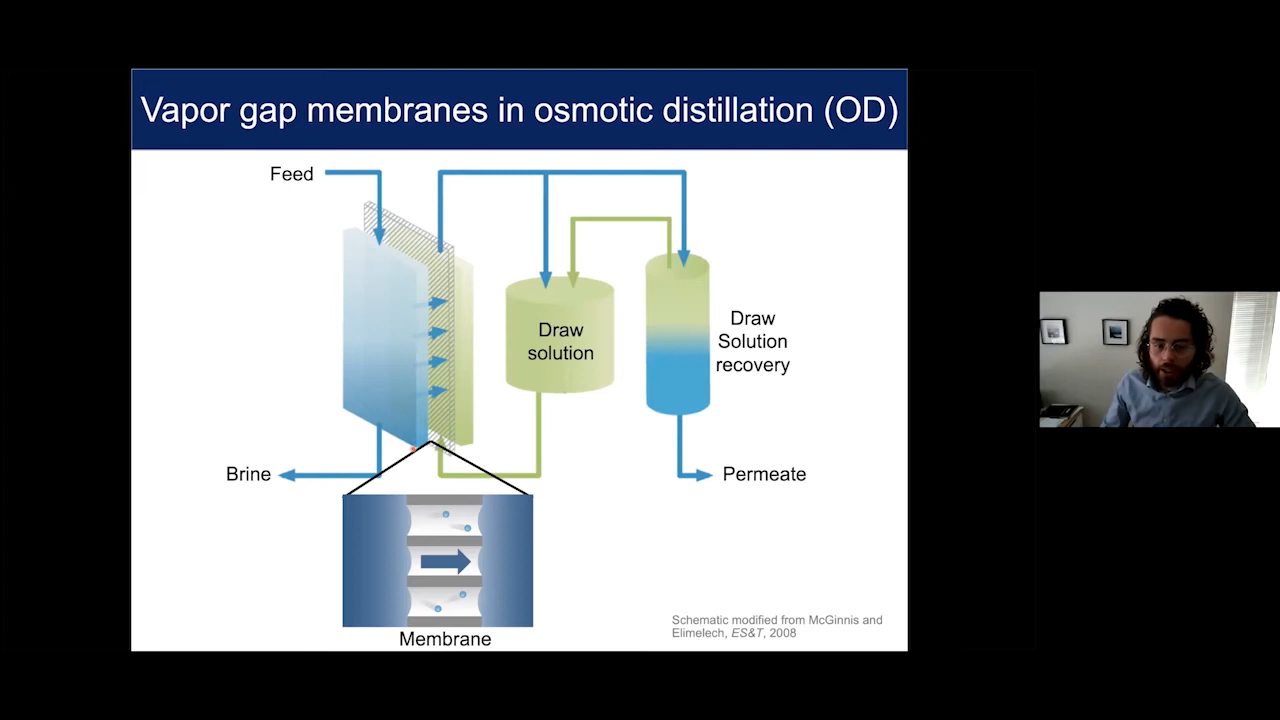 Vapor gap membranes in osmotic distillation (OD)
Feed
Draw
solution
Draw
Solution
recovery
Brine
Permeate
Membrane
Schematic modified from McGinnis and
Elimelech, ES&T, 2008